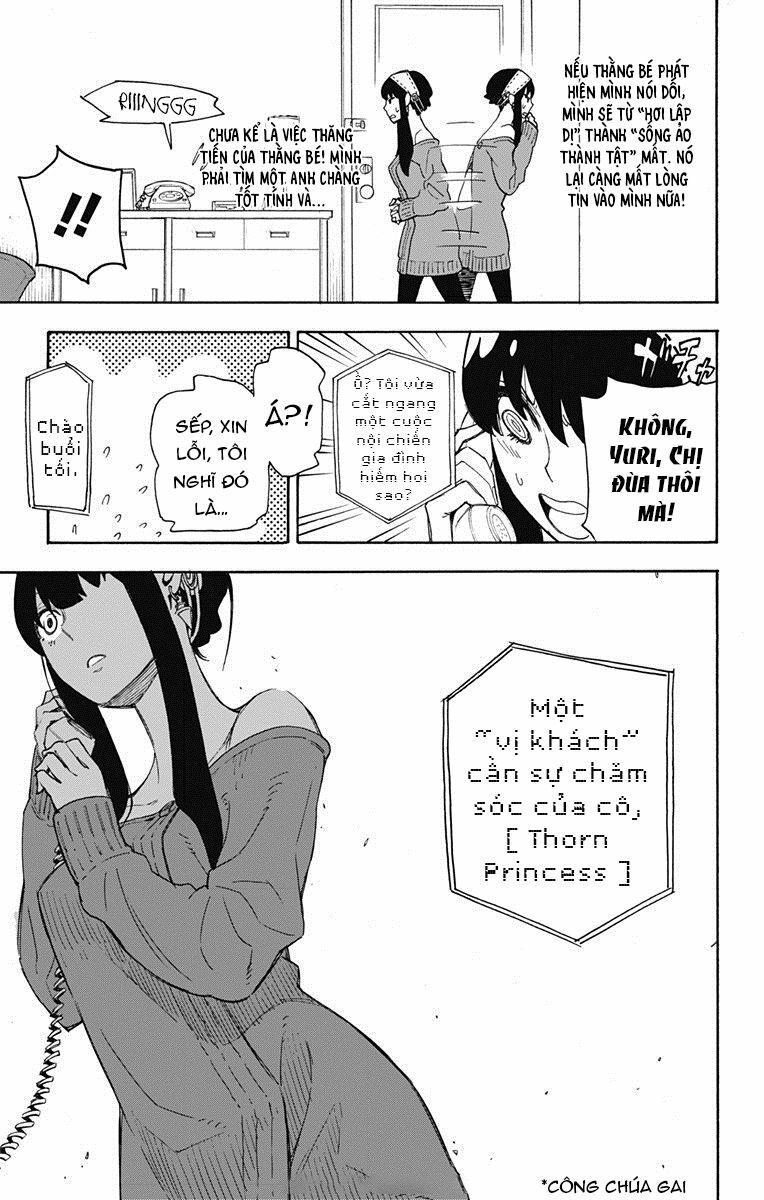 NẾU THẰNG BÉ PHÁT
HIỆN MÌNH NÓI DỐI,
MÌNH SẼ TỪ "HƠI LẬP
DỊ" THÀNH "SỐNG ẢO
THÀNH TẬT" MẤT. NÓ
LẠI CÀNG MẤT LÒNG
TIN VÀO MÌNH NỮA!
CHƯA KỂ LÀ VIỆC THĂNG
TIẾN CỦA THẰNG BÉ! MÌNH
PHẢI TÌM MỘT ANH CHÀNG
TỐT TÍNH VÀ...
RIIINGGG
!!
KHÔNG,
YURI, CHỊ
ĐÙA THÔI
MÀ!
Ồ? Tôi vừa
cắt ngang
một cuộc
nội chiến
gia đình
hiếm hoi
sao?
Á?!
SẾP, XIN
LỖI, TÔI
NGHĨ ĐÓ
LÀ...
Chào
buổi
tối.
Một
"vị khách"
cần sự chăm
sóc của cô,
[ Thorn
Princess ]
*CÔNG CHÚA GAI